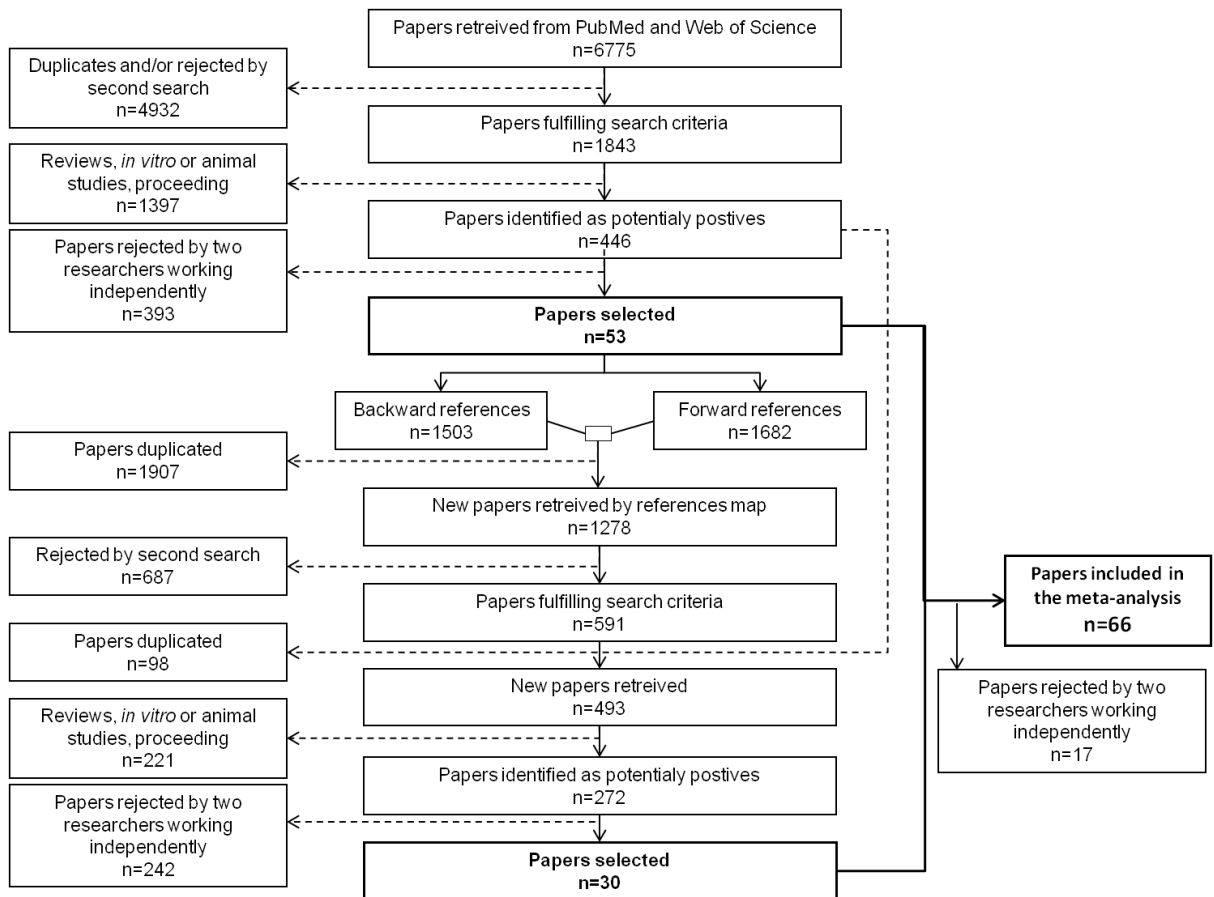 Papers retreived from PubMed and Web of Science
n=6775
Duplicates and/or rejected by
second search
n=4932
Papers fulfilling search criteria
n=1843
Reviews, in vitro or animal
studies, proceeding
n=1397
Papers identified as potentialy postives
n=446
Papers rejected by two
researchers working
independently
n=393
Papers selected
n=53
Backward references
n=1503
Forward references
n=1682
Papers duplicated
n=1907
New papers retreived by references map
n=1278
Rejected by second search
n=687
Papers fulfilling search criteria
n=591
Papers duplicated
n=98
New papers retreived
n=493
Reviews, in vitro or animal
studies, proceeding
n=221
Papers identified as potentialy postives
n=272
Papers rejected by two
researchers working
independently
n=242
Papers selected
n=30
Papers included in
the meta-analysis
n=66
Papers rejected by two
researchers working
independently
n=17